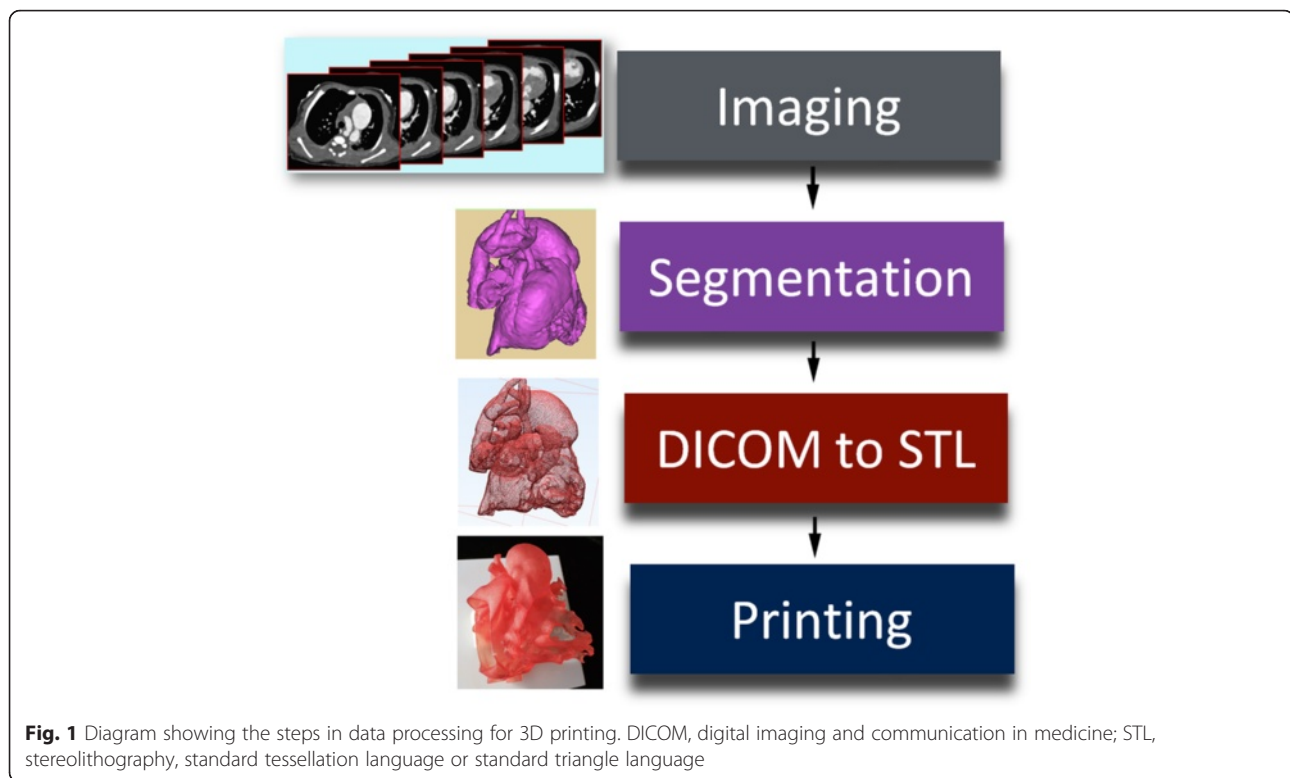 Imaging
Segmentation
DICOM to STL
Printing
Fig. 1 Diagram showing the steps in data processing for 3D printing. DICOM, digital imaging and communication in medicine; STL,
stereolithography, standard tessellation language or standard triangle language